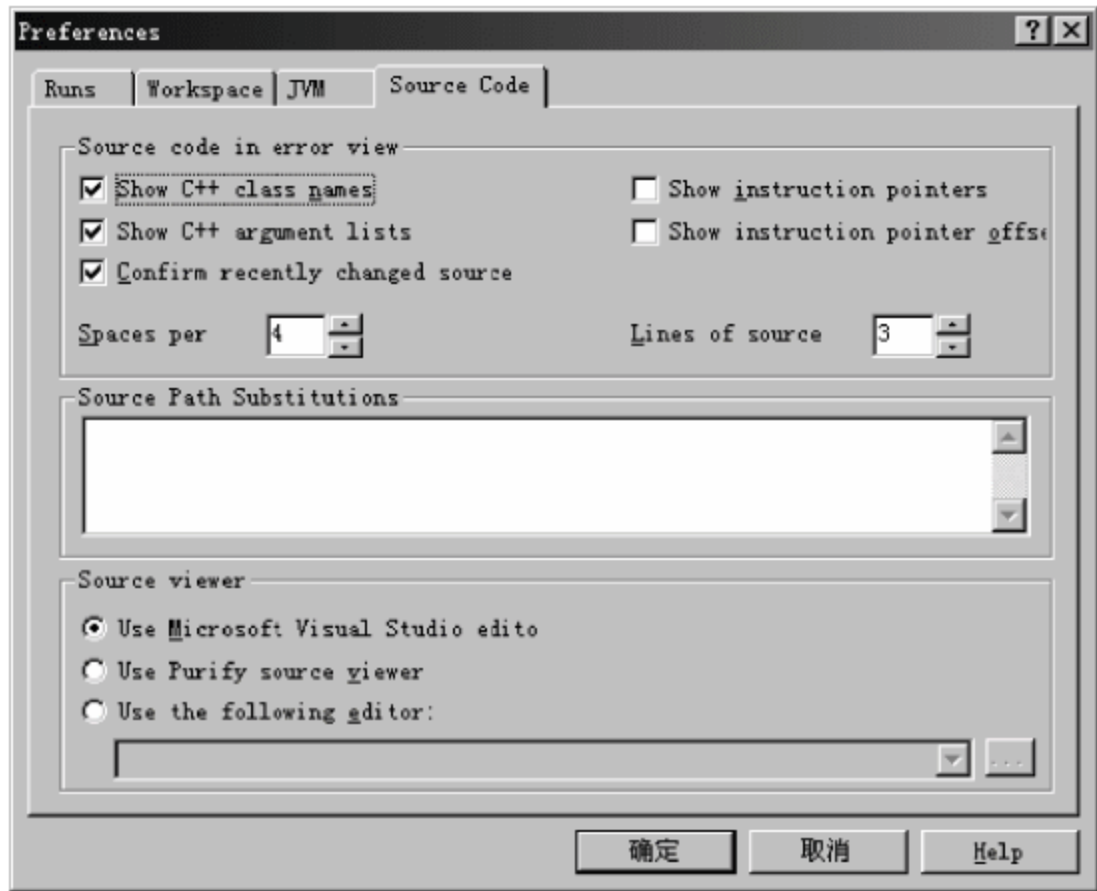 Preferences
Runs Workspace JVM Source Code
Source code in error view
Show C++ class names Show instruction pointers
Show C++ argument lists Show instruction pointer offse
Confirm recently changed source
Spaces per 4 Lines of source 3
Source Path Substitutions
Source viewer
Use Microsoft Visual Studio edito
Use Purify source viewer
Use the following editor:
...
确定 取消 Help